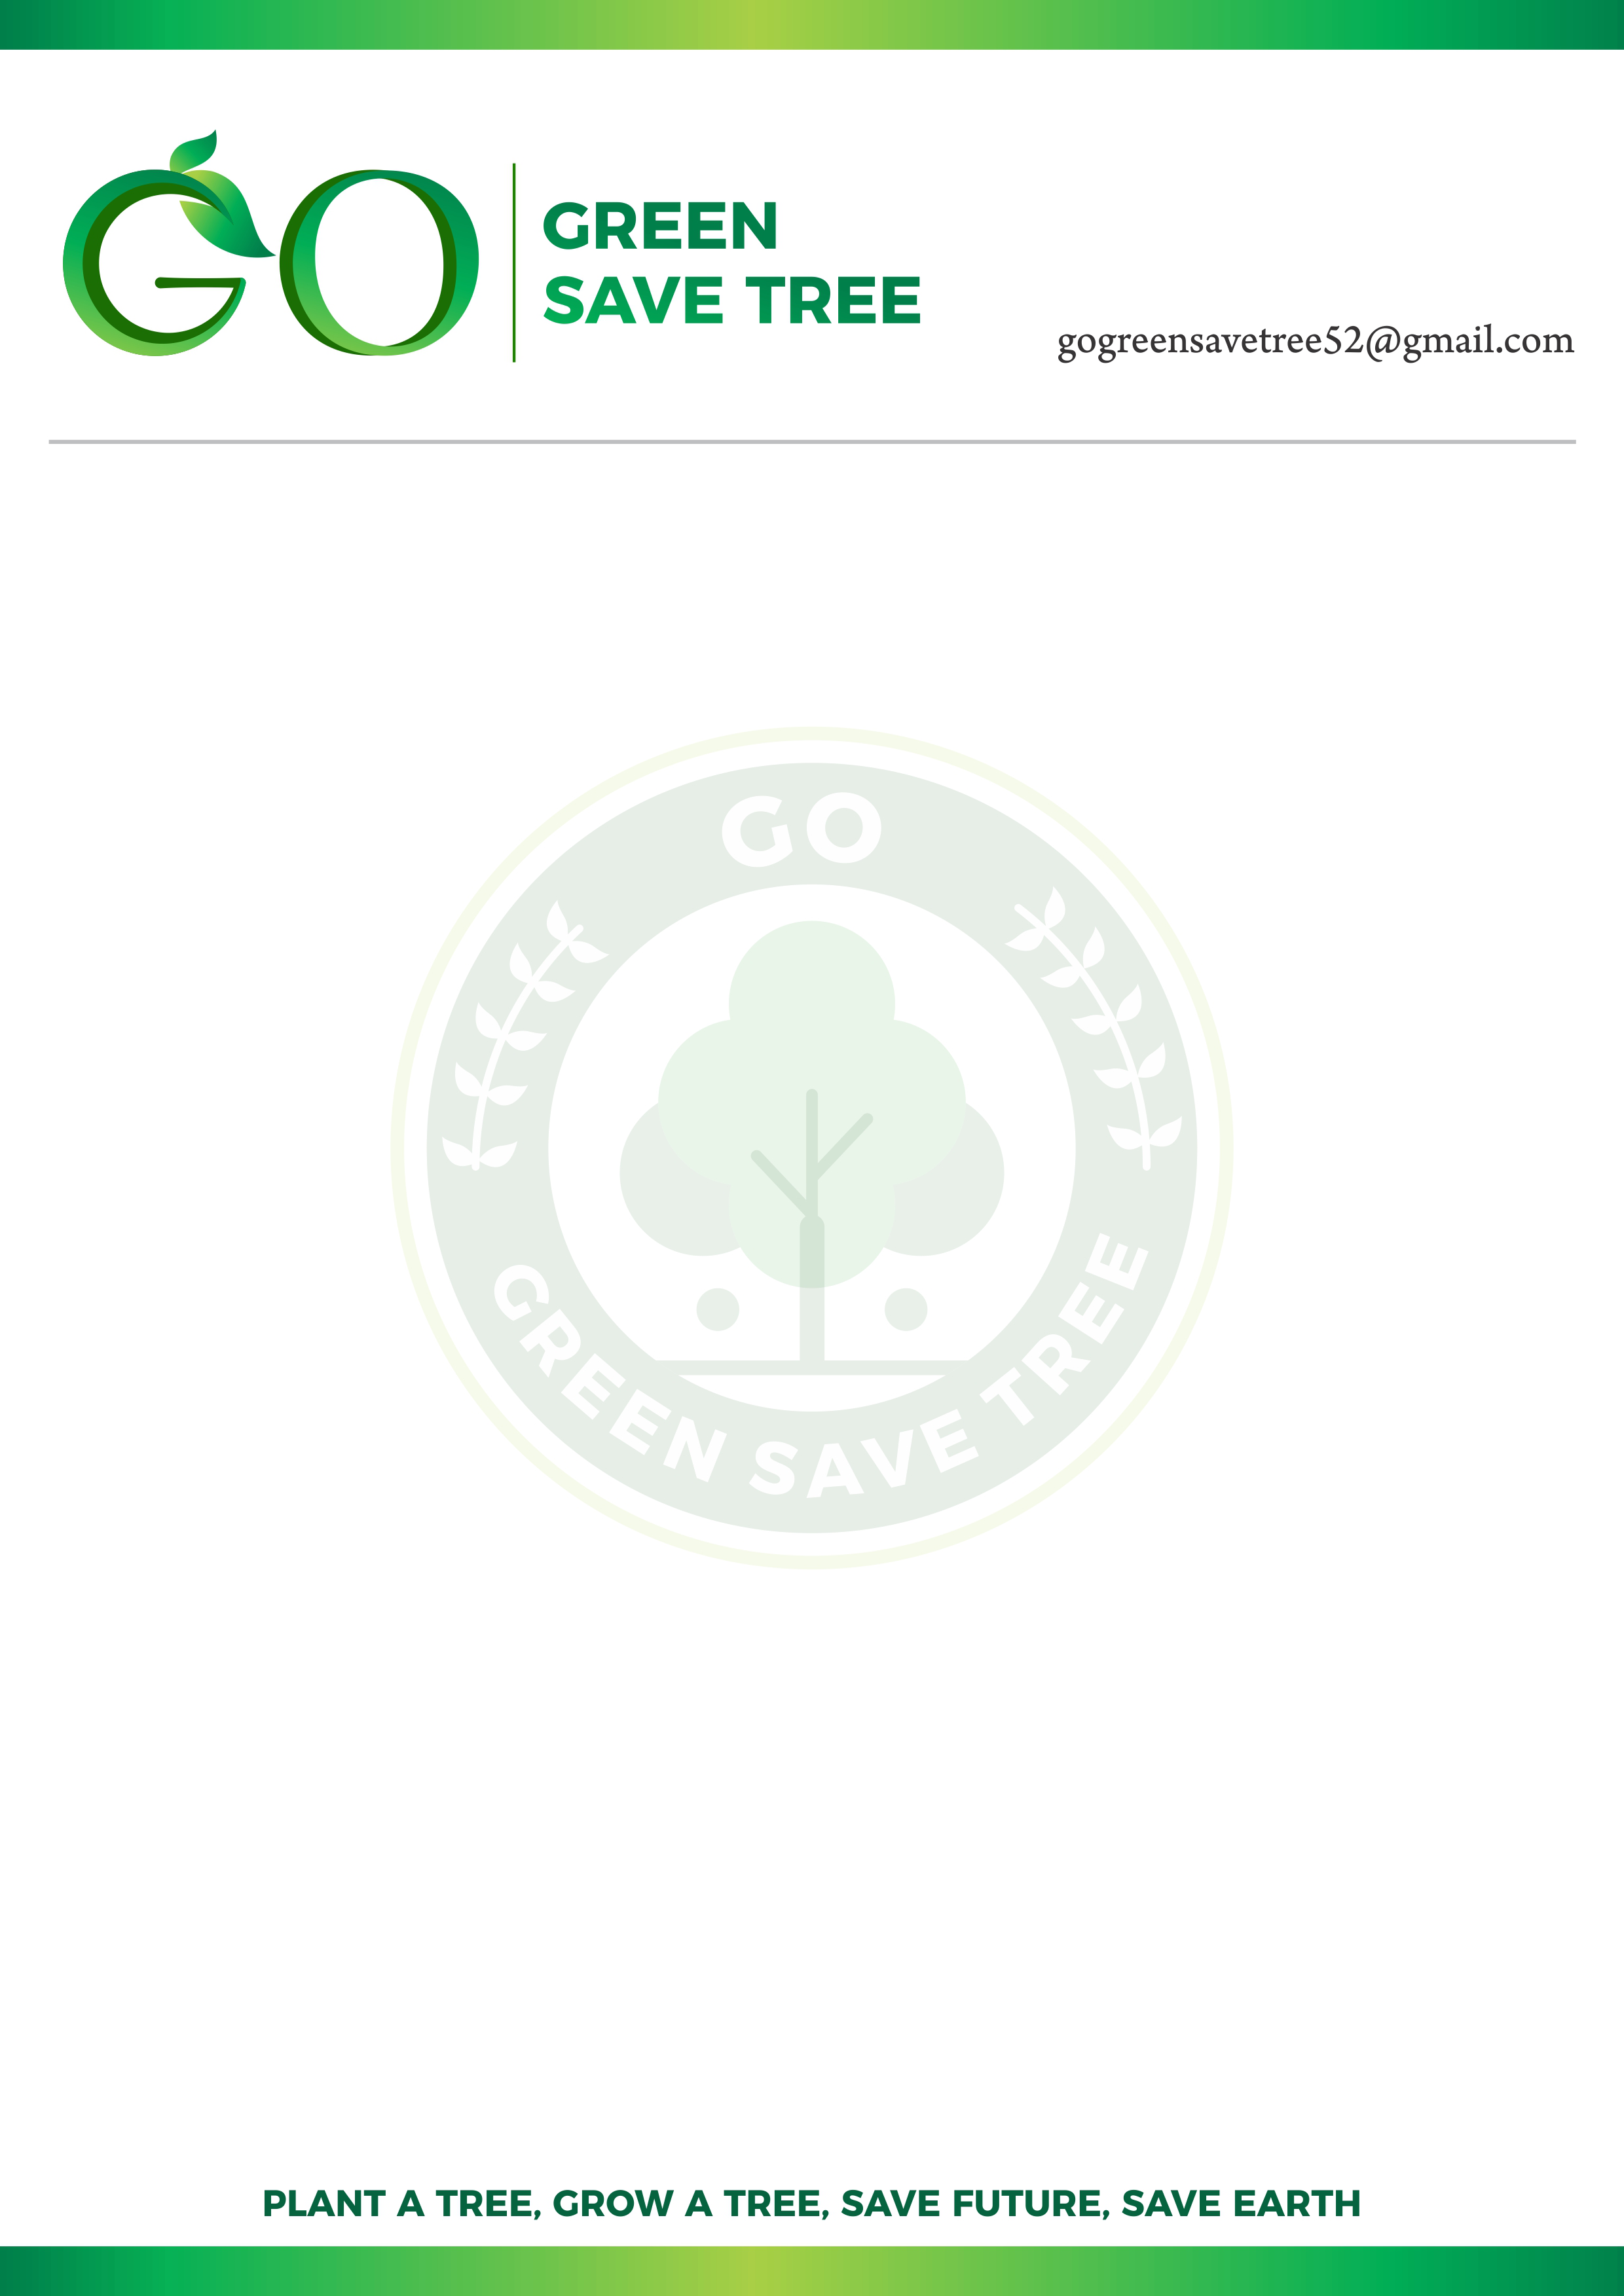 GO
GREEN
SAVE TREE
gogreensavetree52@gmail.com
GO
GREEN SAVE TREE
PLANT A TREE, GROW A TREE, SAVE FUTURE, SAVE EARTH